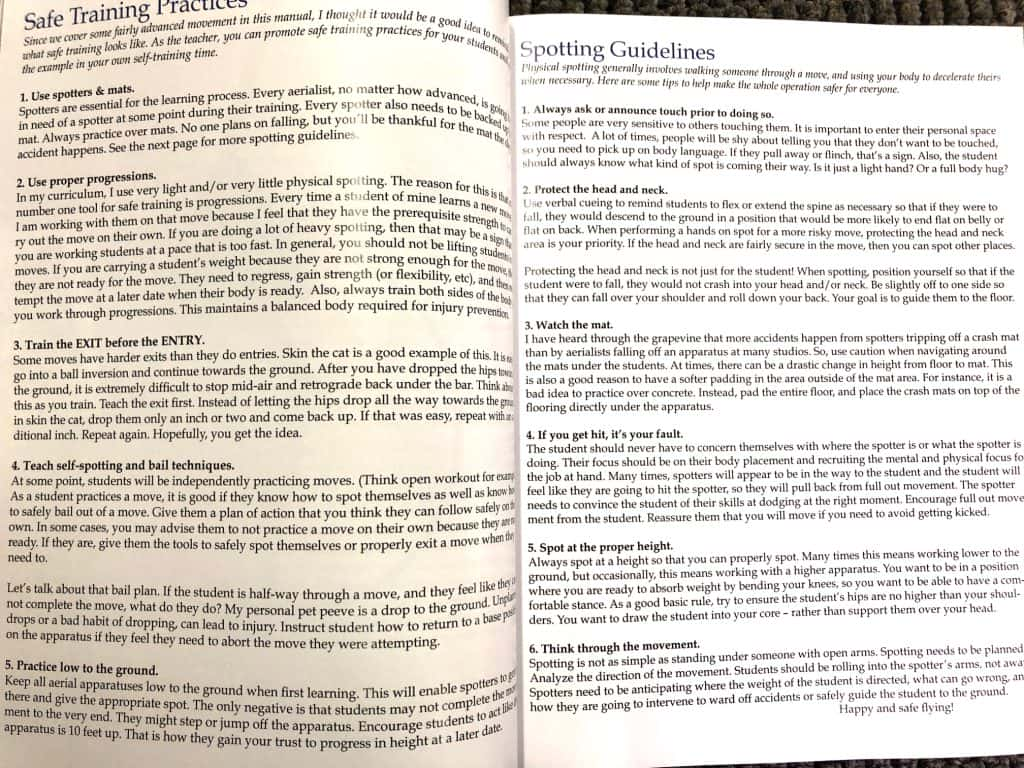 Safe Training Practices
Since we cover some fairly advanced movement in this manual, I thought it would be a good idea to
what safe training looks like. As the teacher, you can promote safe training practices for your students
the example in your own self-training time.
1. Use spotters & mats.
Spotters are essential for the learning process. Every aerialist, no matter how advanced, is going
in need of a spotter at some point during their training. Every spotter also needs to be backed
mat. Always practice over mats. No one plans on falling, but you'll be thankful for the mat the
accident happens. See the next page for more spotting guidelines.
2. Use proper progressions.
In my curriculum, I use very light and/or very little physical spotting. The reason for this is
number one tool for safe training is progressions. Every time a student of mine learns a new
I am working with them on that move because I feel that they have the prerequisite strength
ry out the move on their own. If you are doing a lot of heavy spotting, then that may be a sign
you are working students at a pace that is too fast. In general, you should not be lifting
moves. If you are carrying a student's weight because they are not strong enough for the move,
they are not ready for the move. They need to regress, gain strength (or flexibility, etc), and
tempt the move at a later date when their body is ready. Also, always train both sides of the
you work through progressions. This maintains a balanced body required for injury prevention
3. Train the EXIT before the ENTRY.
Some moves have harder exits than they do entries. Skin the cat is a good example of this. It is
go into a ball inversion and continue towards the ground. After you have dropped the hips
the ground, it is extremely difficult to stop mid-air and retrograde back under the bar. Think
this as you train. Teach the exit first. Instead of letting the hips drop all the way towards the
in skin the cat, drop them only an inch or two and come back up. If that was easy, repeat with
ditional inch. Repeat again. Hopefully, you get the idea.
4. Teach self-spotting and bail techniques.
At some point, students will be independently practicing moves. (Think open workout for
As a student practices a move, it is good if they know how to spot themselves as well as know
to safely bail out of a move. Give them a plan of action that you think they can follow safely
own. In some cases, you may advise them to not practice a move on their own because they
ready. If they are, give them the tools to safely spot themselves or properly exit a move when
need to.
Let's talk about that bail plan. If the student is half-way through a move, and they feel like they
not complete the move, what do they do? My personal pet peeve is a drop to the ground.
drops or a bad habit of dropping, can lead to injury. Instruct student how to return to a base
on the apparatus if they feel they need to abort the move they were attempting.
5. Practice low to the ground.
Keep all aerial apparatuses low to the ground when first learning. This will enable spotters to
there and give the appropriate spot. The only negative is that students may not complete the
ment to the very end. They might step or jump off the apparatus. Encourage students to act like
apparatus is 10 feet up. That is how they gain your trust to progress in height at a later date.
Spotting Guidelines
Physical spotting generally involves walking someone through a move, and using your body to decelerate theirs
when necessary. Here are some tips to help make the whole operation safer for everyone.
1. Always ask or announce touch prior to doing so.
Some people are very sensitive to others touching them. It is important to enter their personal space
with respect. A lot of times, people will be shy about telling you that they don't want to be touched,
so you need to pick up on body language. If they pull away or flinch, that's a sign. Also, the student
should always know what kind of spot is coming their way. Is it just a light hand? Or a full body hug?
2. Protect the head and neck.
Use verbal cueing to remind students to flex or extend the spine as necessary so that if they were to
fall, they would descend to the ground in a position that would be more likely to end flat on belly or
flat on back. When performing a hands on spot for a more risky move, protecting the head and neck
area is your priority. If the head and neck are fairly secure in the move, then you can spot other places.
Protecting the head and neck is not just for the student! When spotting, position yourself so that if the
student were to fall, they would not crash into your head and/or neck. Be slightly off to one side so
that they can fall over your shoulder and roll down your back. Your goal is to guide them to the floor.
3. Watch the mat.
I have heard through the grapevine that more accidents happen from spotters tripping off a crash mat
than by aerialists falling off an apparatus at many studios. So, use caution when navigating around
the mats under the students. At times, there can be a drastic change in height from floor to mat. This
is also a good reason to have a softer padding in the area outside of the mat area. For instance, it is a
bad idea to practice over concrete. Instead, pad the entire floor, and place the crash mats on top of the
flooring directly under the apparatus.
4. If you get hit, it's your fault.
The student should never have to concern themselves with where the spotter is or what the spotter is
doing. Their focus should be on their body placement and recruiting the mental and physical focus fo
the job at hand. Many times, spotters will appear to be in the way to the student and the student will
feel like they are going to hit the spotter, so they will pull back from full out movement. The spotter
needs to convince the student of their skills at dodging at the right moment. Encourage full out move
ment from the student. Reassure them that you will move if you need to avoid getting kicked.
5. Spot at the proper height.
Always spot at a height so that you can properly spot. Many times this means working lower to the
ground, but occasionally, this means working with a higher apparatus. You want to be in a position
where you are ready to absorb weight by bending your knees, so you want to be able to have a com-
fortable stance. As a good basic rule, try to ensure the student's hips are no higher than your shoul-
ders. You want to draw the student into your core – rather than support them over your head.
6. Think through the movement.
Spotting is not as simple as standing under someone with open arms. Spotting needs to be planned
Analyze the direction of the movement. Students should be rolling into the spotter's arms, not awa
Spotters need to be anticipating where the weight of the student is directed, what can go wrong, an
how they are going to intervene to ward off accidents or safely guide the student to the ground.
Happy and safe flying!